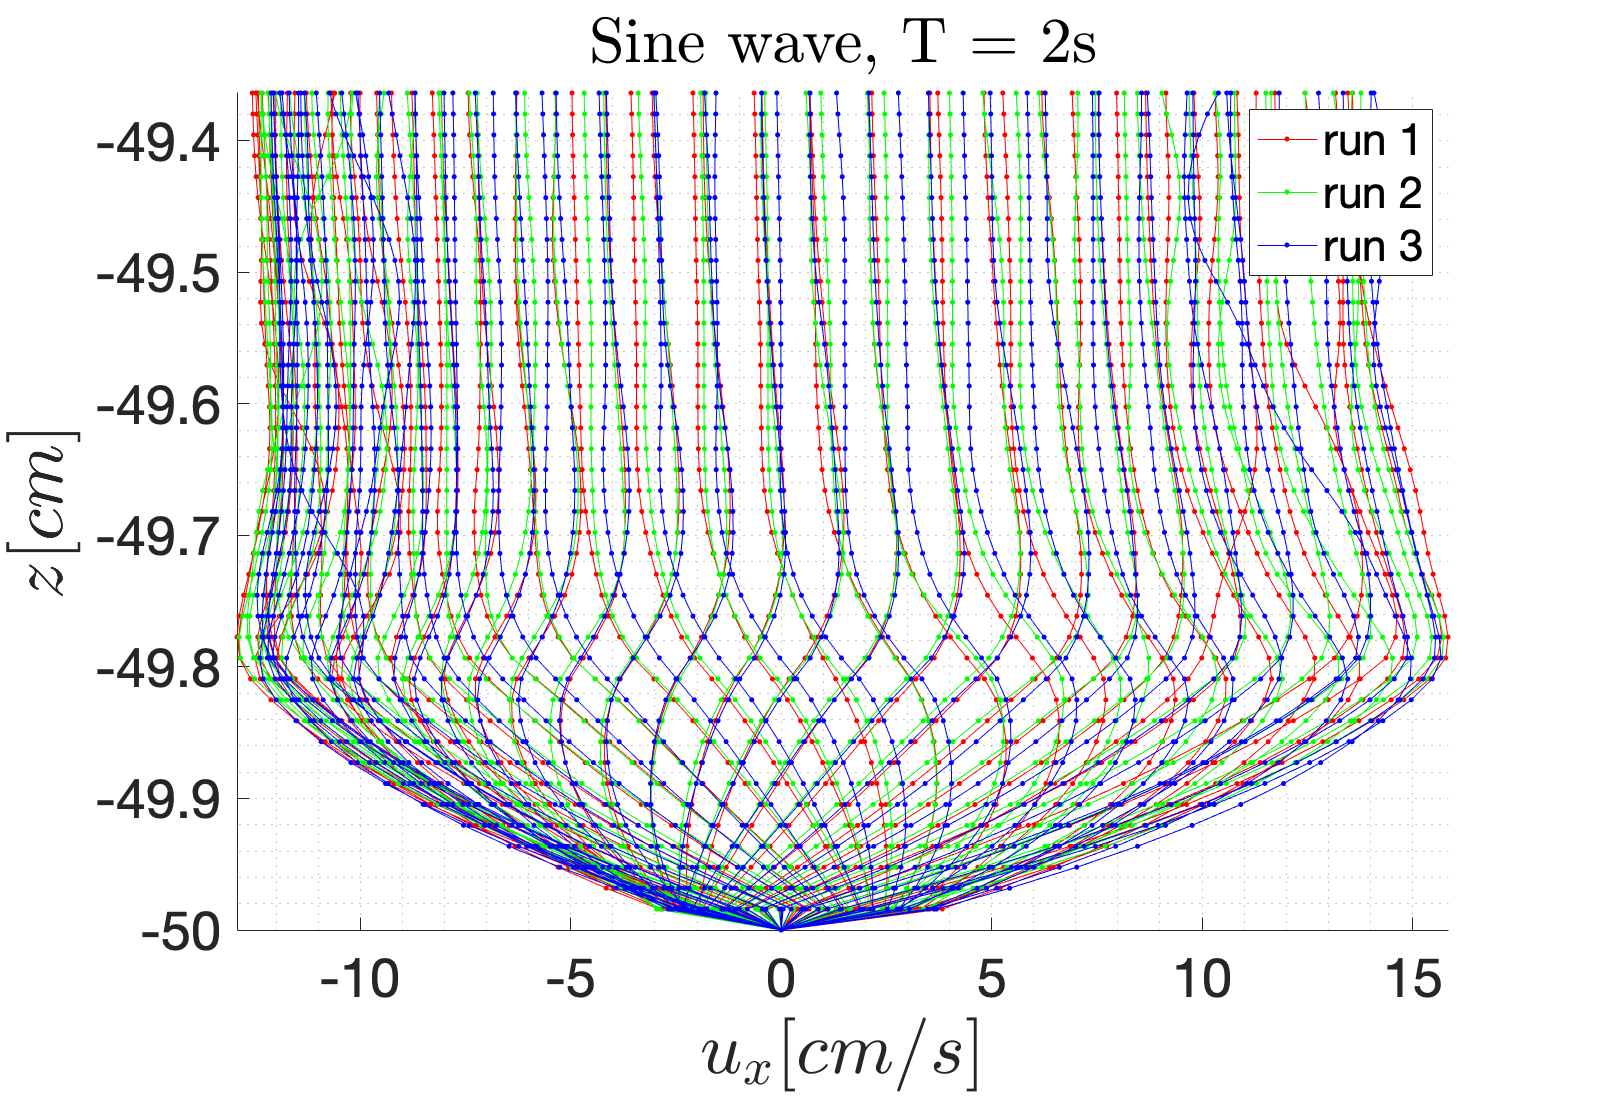 Sine wave, T = 2s
run 1
run 2
run 3
-49.4
-49.5
-49.6
-49.7
-49.8
-49.9
-50
z[cm]
-10 -5 0 5 10 15
u_x[cm/s]